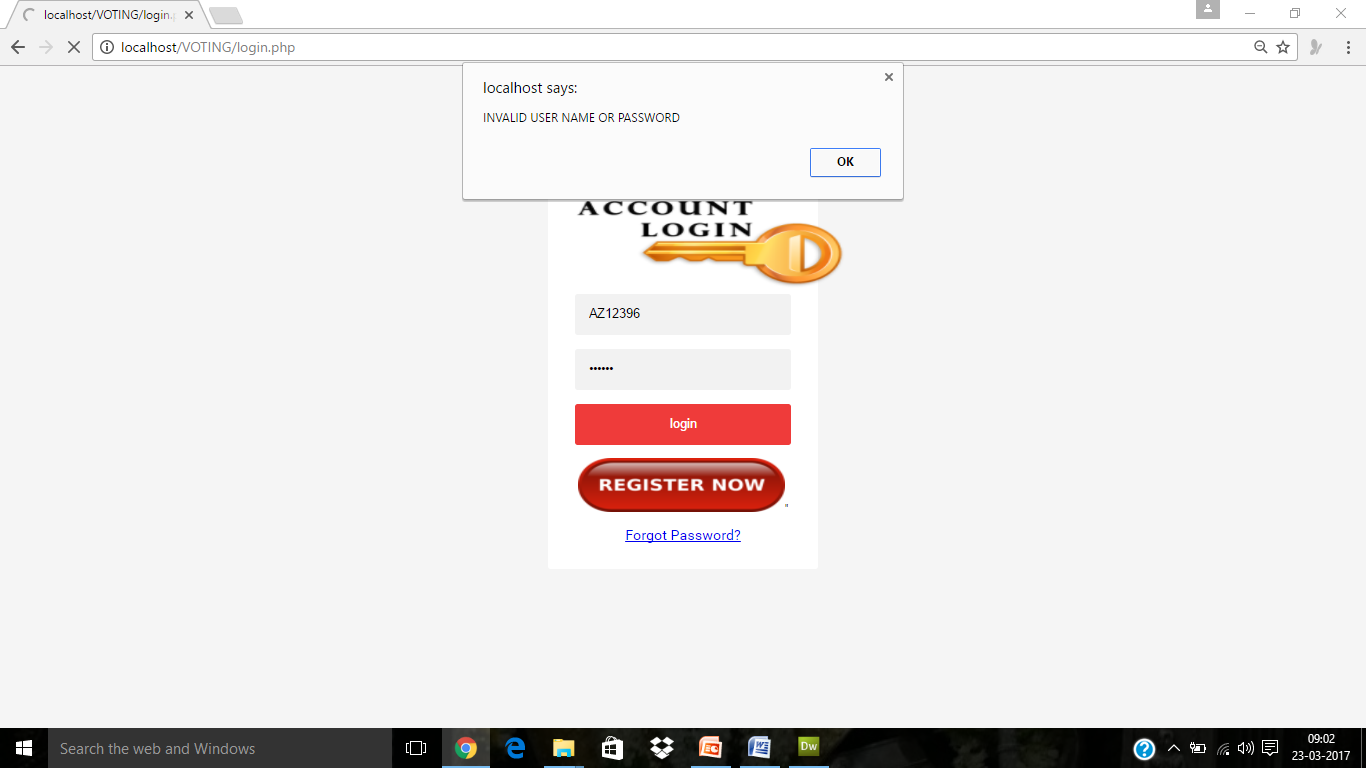 localhost/VOTING/login.
localhost/VOTING/login.php
localhost says:
INVALID USER NAME OR PASSWORD
OK
ACCOUNT
LOGIN
AZ12396
••••••
login
REGISTER NOW
"
Forgot Password?
Search the web and Windows
Dw
09:02
23-03-2017